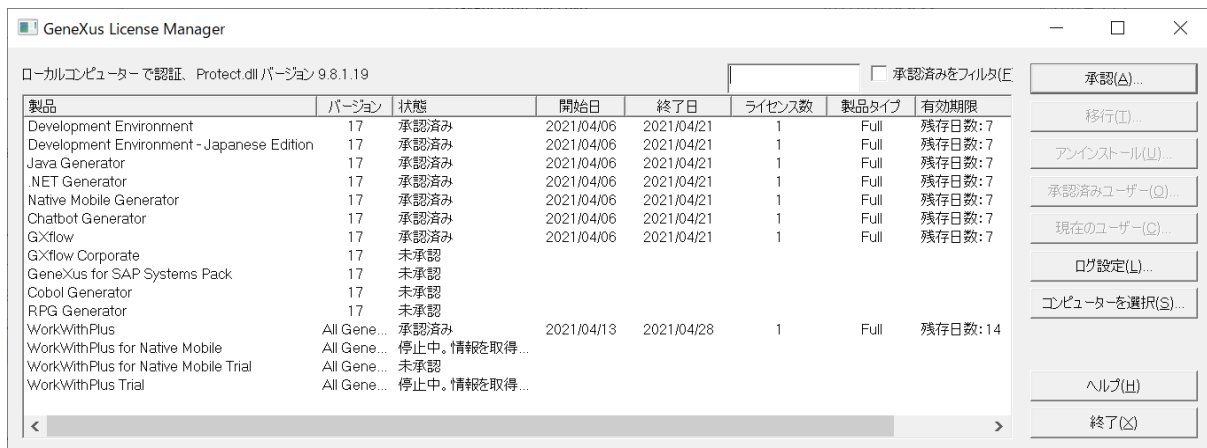 GeneXus License Manager
ローカルコンピューター で認証、 Protect.dll バージョン 9.8.1.19
承認済みをフィルタ(F
承認(A)...
製品 バージョン 状態 開始日 終了日 ライセンス数 製品タイプ 有効期限
Development Environment 17 承認済み 2021/04/06 2021/04/21 1 Full 残存日数: 7
移行(T)...
Development Environment - Japanese Edition 17 承認済み 2021/04/06 2021/04/21 1 Full 残存日数: 7
Java Generator 17 承認済み 2021/04/06 2021/04/21 1 Full 残存日数: 7
アンインストール(U)...
.NET Generator 17 承認済み 2021/04/06 2021/04/21 1 Full 残存日数: 7
Native Mobile Generator 17 承認済み 2021/04/06 2021/04/21 1 Full 残存日数: 7
承認済みユーザー(O)...
Chatbot Generator 17 承認済み 2021/04/06 2021/04/21 1 Full 残存日数: 7
GXflow 17 承認済み 2021/04/06 2021/04/21 1 Full 残存日数: 7
現在のユーザー(C)...
GXflow Corporate 17 未承認
GeneXus for SAP Systems Pack 17 未承認
ログ設定(L)...
Cobol Generator 17 未承認
RPG Generator 17 未承認
コンピューターを選択(S)...
WorkWithPlus All Gene... 承認済み 2021/04/13 2021/04/28 1 Full 残存日数: 14
WorkWithPlus for Native Mobile All Gene... 停止中。情報を取得...
WorkWithPlus for Native Mobile Trial All Gene... 未承認
WorkWithPlus Trial All Gene... 停止中。情報を取得...
ヘルプ(H)
終了(X)